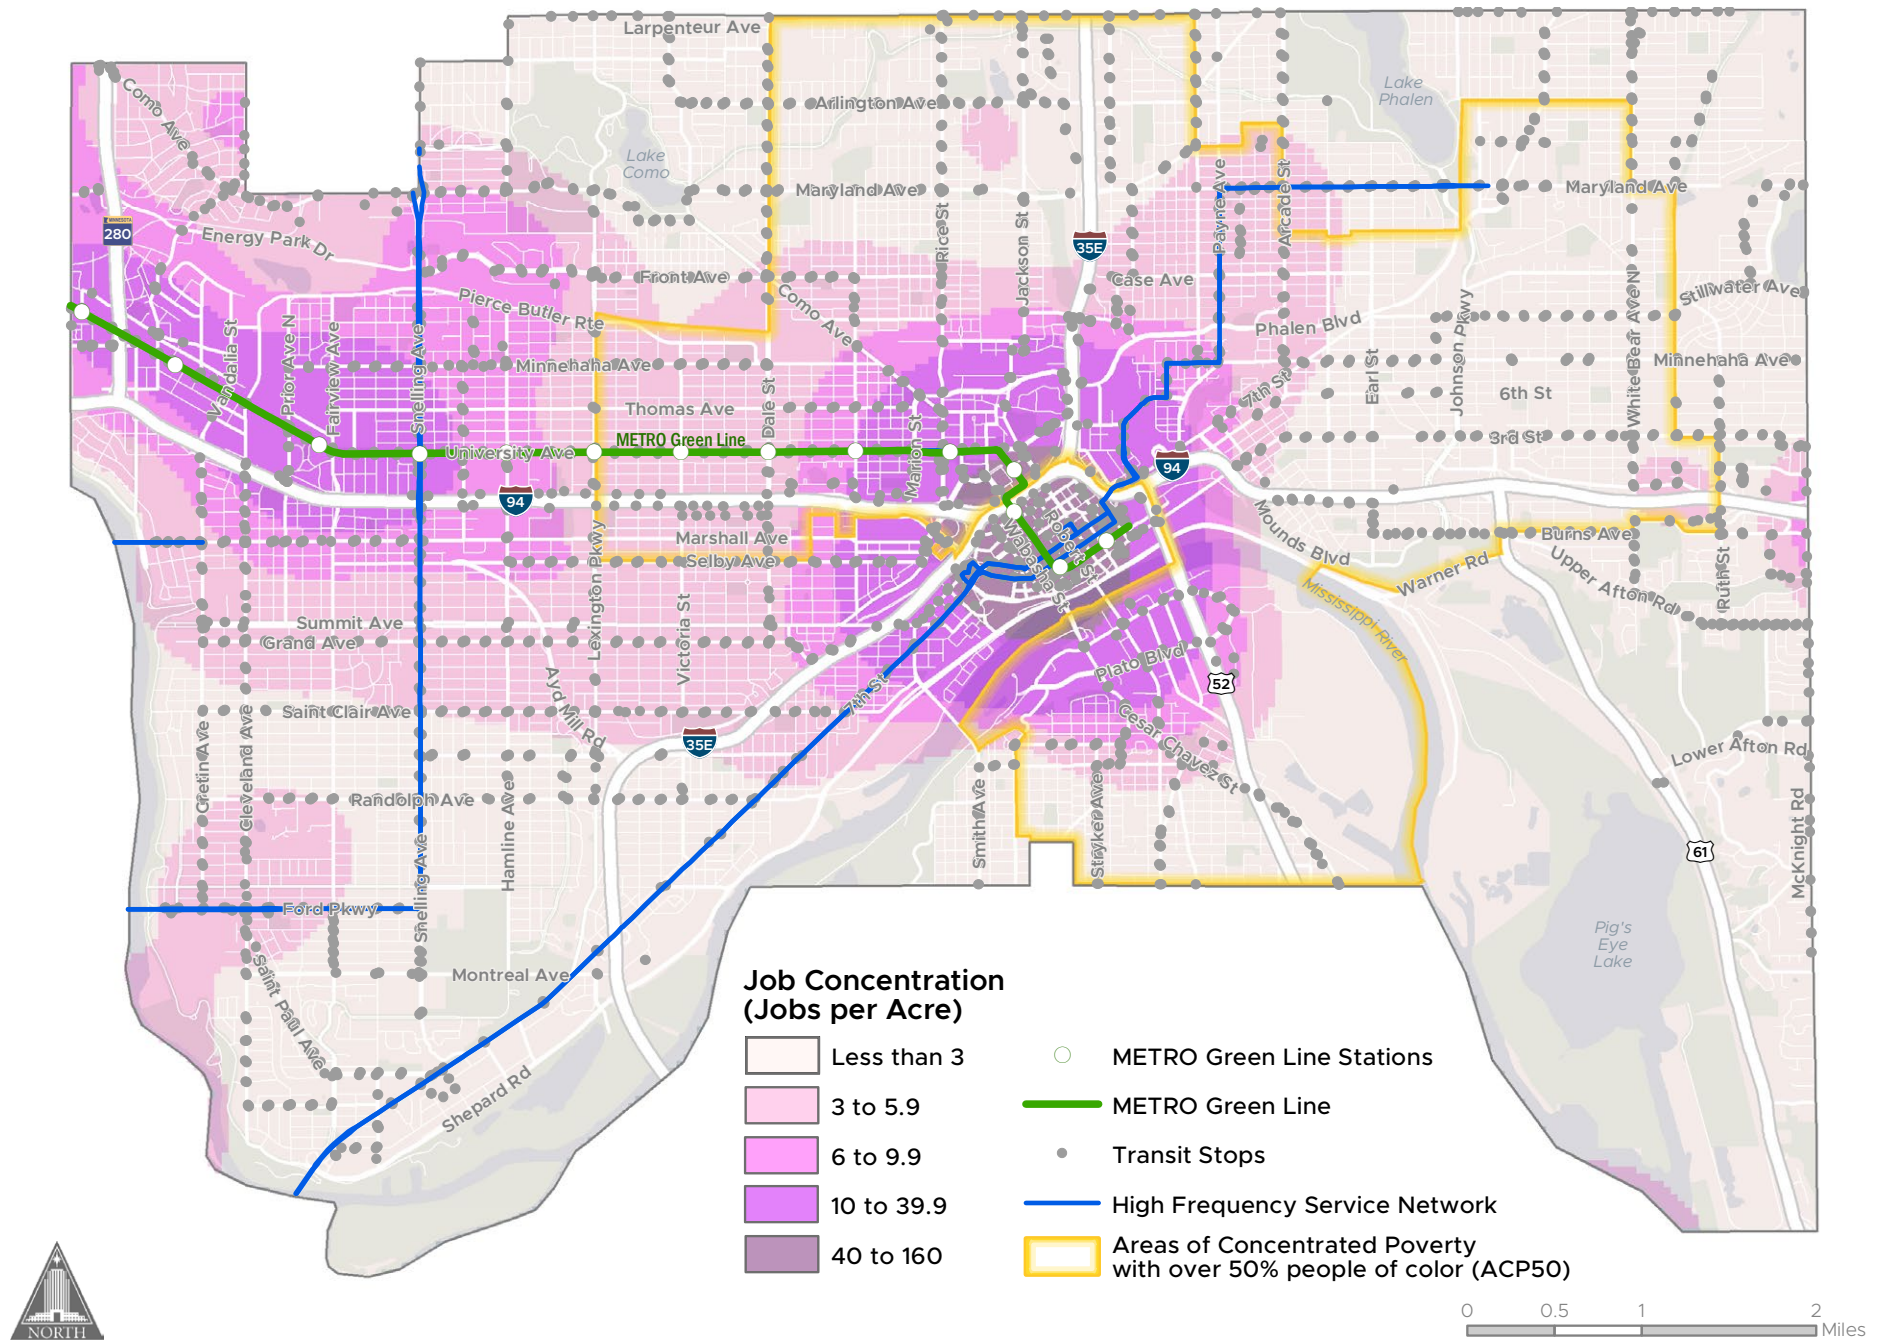 Larpenteur Ave
Como Ave
Lake
Phalen
Arlington Ave
Lake
Como
Maryland Ave
Maryland Ave
MINNESOTA
280
Energy Park Dr
Rice St
Jackson St
35E
Payne Ave
Arcade St
Front Ave
Case Ave
Stillwater Ave
Pierce Butler Rte
Como Ave
Phalen Blvd
Vandalia St
Prior Ave N
Fairview Ave
Snelling Ave
Minnehaha Ave
Minnehaha Ave
Earl St
Johnson Pkwy
White Bear Ave N
7th St
6th St
Thomas Ave
Dale St
Marion St
METRO Green Line
University Ave
3rd St
94
94
Lexington Pkwy
Marshall Ave
Selby Ave
Robert St
Wabasha St
Mounds Blvd
Burns Ave
Warner Rd
Upper Afton Rd
Ruth St
Mississippi River
Summit Ave
Grand Ave
Victoria St
Plato Blvd
52
Ayd Mill Rd
7th St
Saint Clair Ave
Cesar Chavez St
35E
Lower Afton Rd
Cretin Ave
Cleveland Ave
Randolph Ave
Hamline Ave
Smith Ave
Stryker Ave
McKnight Rd
61
Snelling Ave
Ford Pkwy
Pig's
Eye
Lake
Saint Paul Ave
Montreal Ave
Shepard Rd
Job Concentration
(Jobs per Acre)
Less than 3
3 to 5.9
6 to 9.9
10 to 39.9
40 to 160
METRO Green Line Stations
METRO Green Line
Transit Stops
High Frequency Service Network
Areas of Concentrated Poverty
with over 50% people of color (ACP50)
NORTH
0 0.5 1 2
Miles